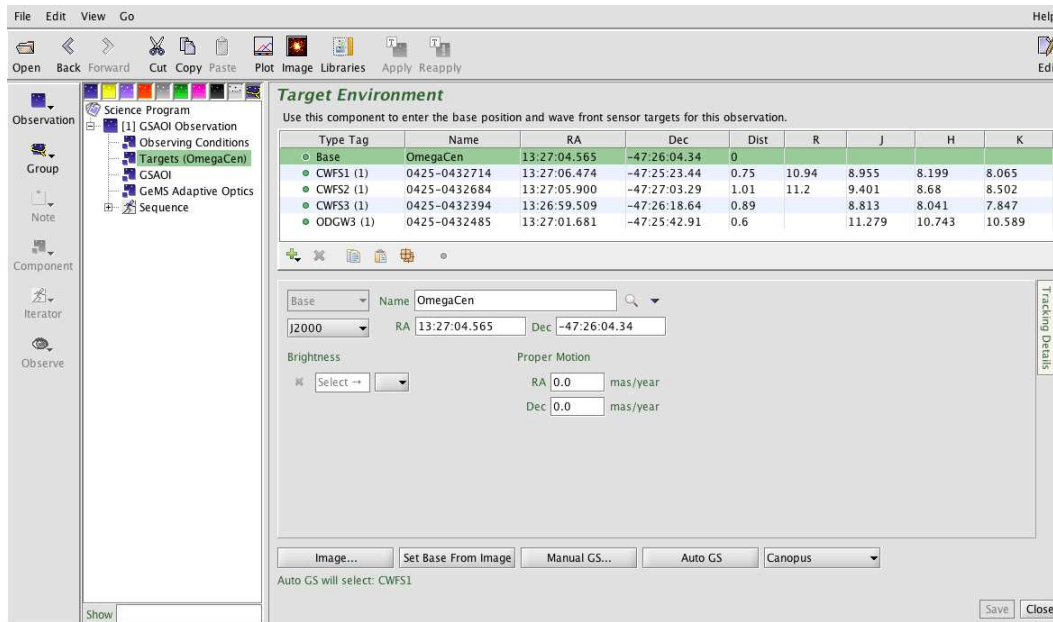 File Edit View Go Help
Open Back Forward Cut Copy Paste Plot Image Libraries Apply Reapply
Observation
Group
Note
Component
Iterator
Observe
Science Program
[1] GSAOI Observation
Observing Conditions
Targets (OmegaCen)
GSAOI
GeMS Adaptive Optics
Sequence
Show
Target Environment
Use this component to enter the base position and wave front sensor targets for this observation.
Type Tag Name RA Dec Dist R J H K
Base OmegaCen 13:27:04.565 -47:26:04.34 0
CWFS1 (1) 0425-0432714 13:27:06.474 -47:25:23.44 0.75 10.94 8.955 8.199 8.065
CWFS2 (1) 0425-0432684 13:27:05.900 -47:27:03.29 1.01 11.2 9.401 8.68 8.502
CWFS3 (1) 0425-0432394 13:26:59.509 -47:26:18.64 0.89 8.813 8.041 7.847
ODGW3 (1) 0425-0432485 13:27:01.681 -47:25:42.91 0.6 11.279 10.743 10.589
Base Name OmegaCen
J2000 RA 13:27:04.565 Dec -47:26:04.34
Brightness Proper Motion
Select → RA 0.0 mas/year
Dec 0.0 mas/year
Tracking Details
Image... Set Base From Image Manual GS... Auto GS Canopus
Auto GS will select: CWFS1
Save Close